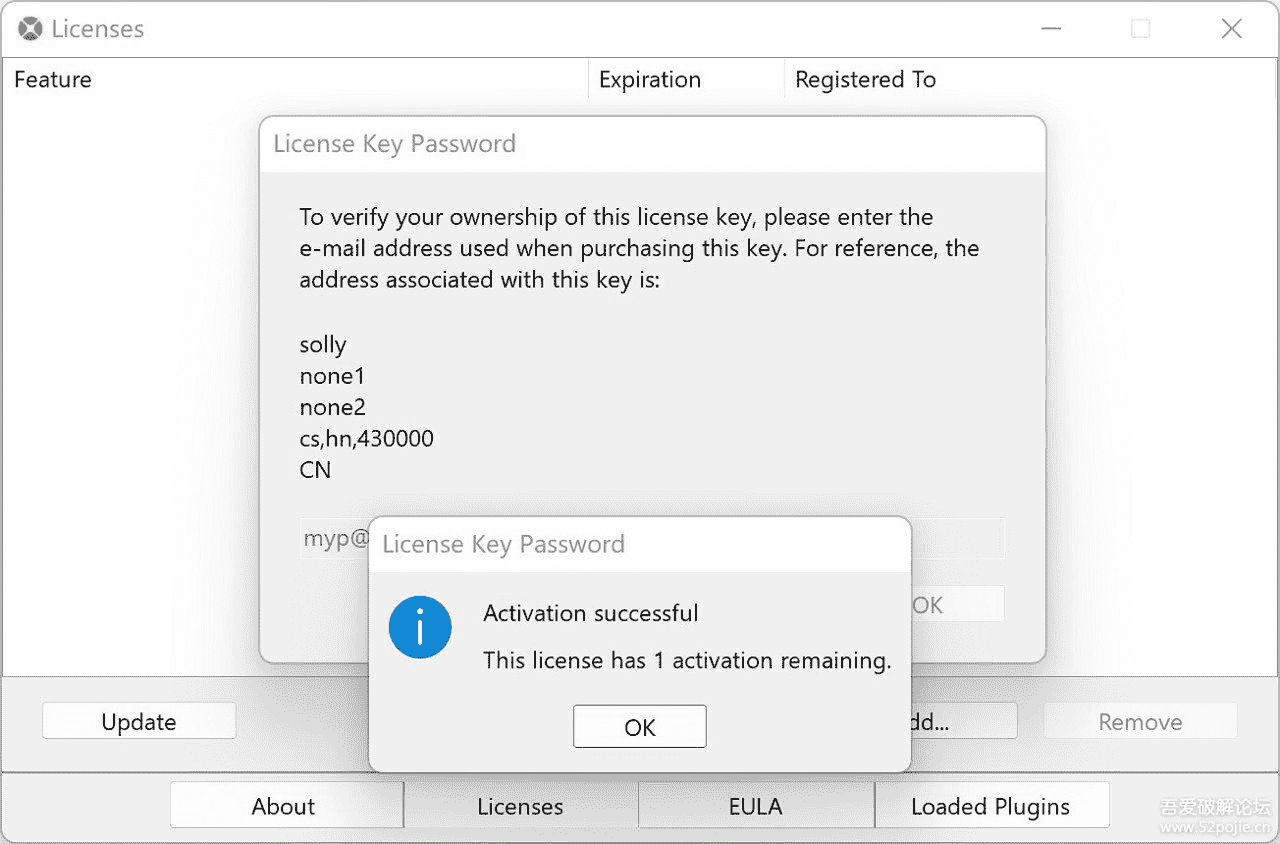 Licenses
Feature
Expiration
Registered To
License Key Password
To verify your ownership of this license key, please enter the
e-mail address used when purchasing this key. For reference, the
address associated with this key is:
solly
none1
none2
cs,hn,430000
CN
myp@
License Key Password
Activation successful
This license has 1 activation remaining.
OK
OK
Update
dd...
Remove
About
Licenses
EULA
Loaded Plugins
吾爱破解论坛
www.52pojie.cn